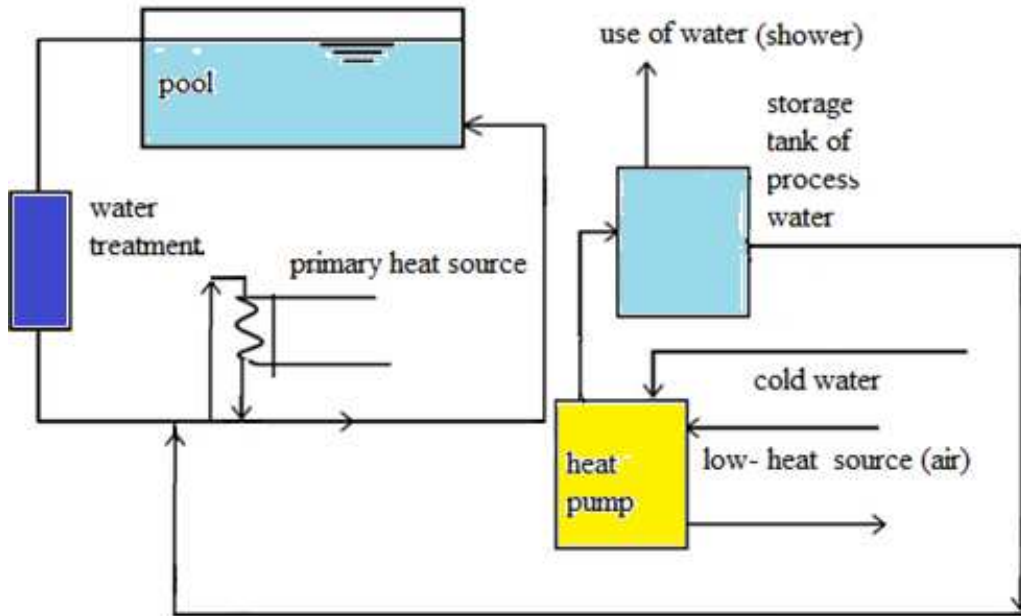 pool
water
treatment.
primary heat source
use of water (shower)
storage
tank of
process
water
cold water
low- heat source (air)
heat
pump